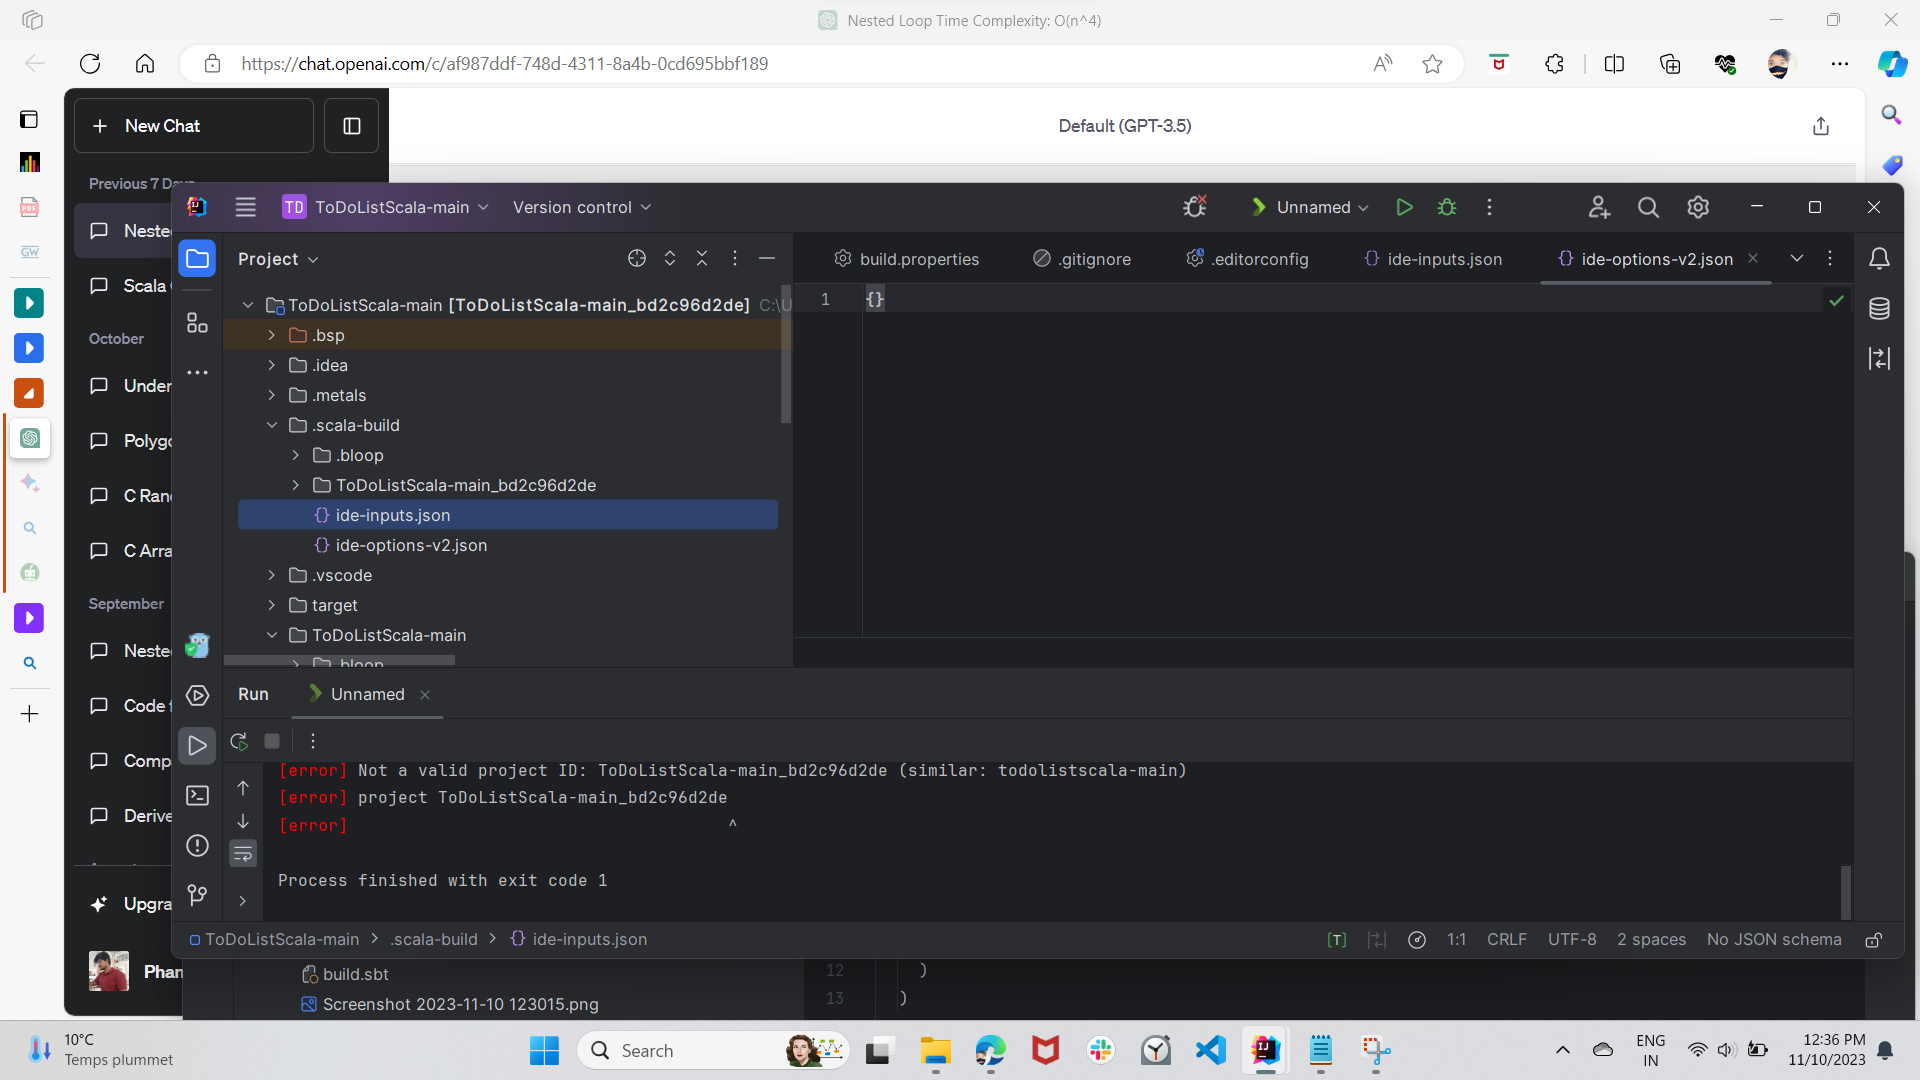 Nested Loop Time Complexity: O(n^4)
https://chat.openai.com/c/af987ddf-748d-4311-8a4b-0cd695bbf189
New Chat
Default (GPT-3.5)
Previous 7 Days
Neste
Scala
October
Under
Polygo
C Ran
C Arra
September
Neste
Code f
Comp
Derive
Upgra
Phan
TD ToDoListScala-main
Version control
Unnamed
Project
build.properties
.gitignore
.editorconfig
ide-inputs.json
ide-options-v2.json
ToDoListScala-main [ToDoListScala-main_bd2c96d2de] C:\U
.bsp
.idea
.metals
.scala-build
.bloop
ToDoListScala-main_bd2c96d2de
ide-inputs.json
ide-options-v2.json
.vscode
target
ToDoListScala-main
.bloop
1 {}
Run
Unnamed
[error] Not a valid project ID: ToDoListScala-main_bd2c96d2de (similar: todolistscala-main)
[error] project ToDoListScala-main_bd2c96d2de
[error] ^
Process finished with exit code 1
ToDoListScala-main > .scala-build > {} ide-inputs.json
[T] 1:1 CRLF UTF-8 2 spaces No JSON schema
build.sbt
Screenshot 2023-11-10 123015.png
12 )
13 )
10°C
Temps plummet
Search
ENG
IN
12:36 PM
11/10/2023